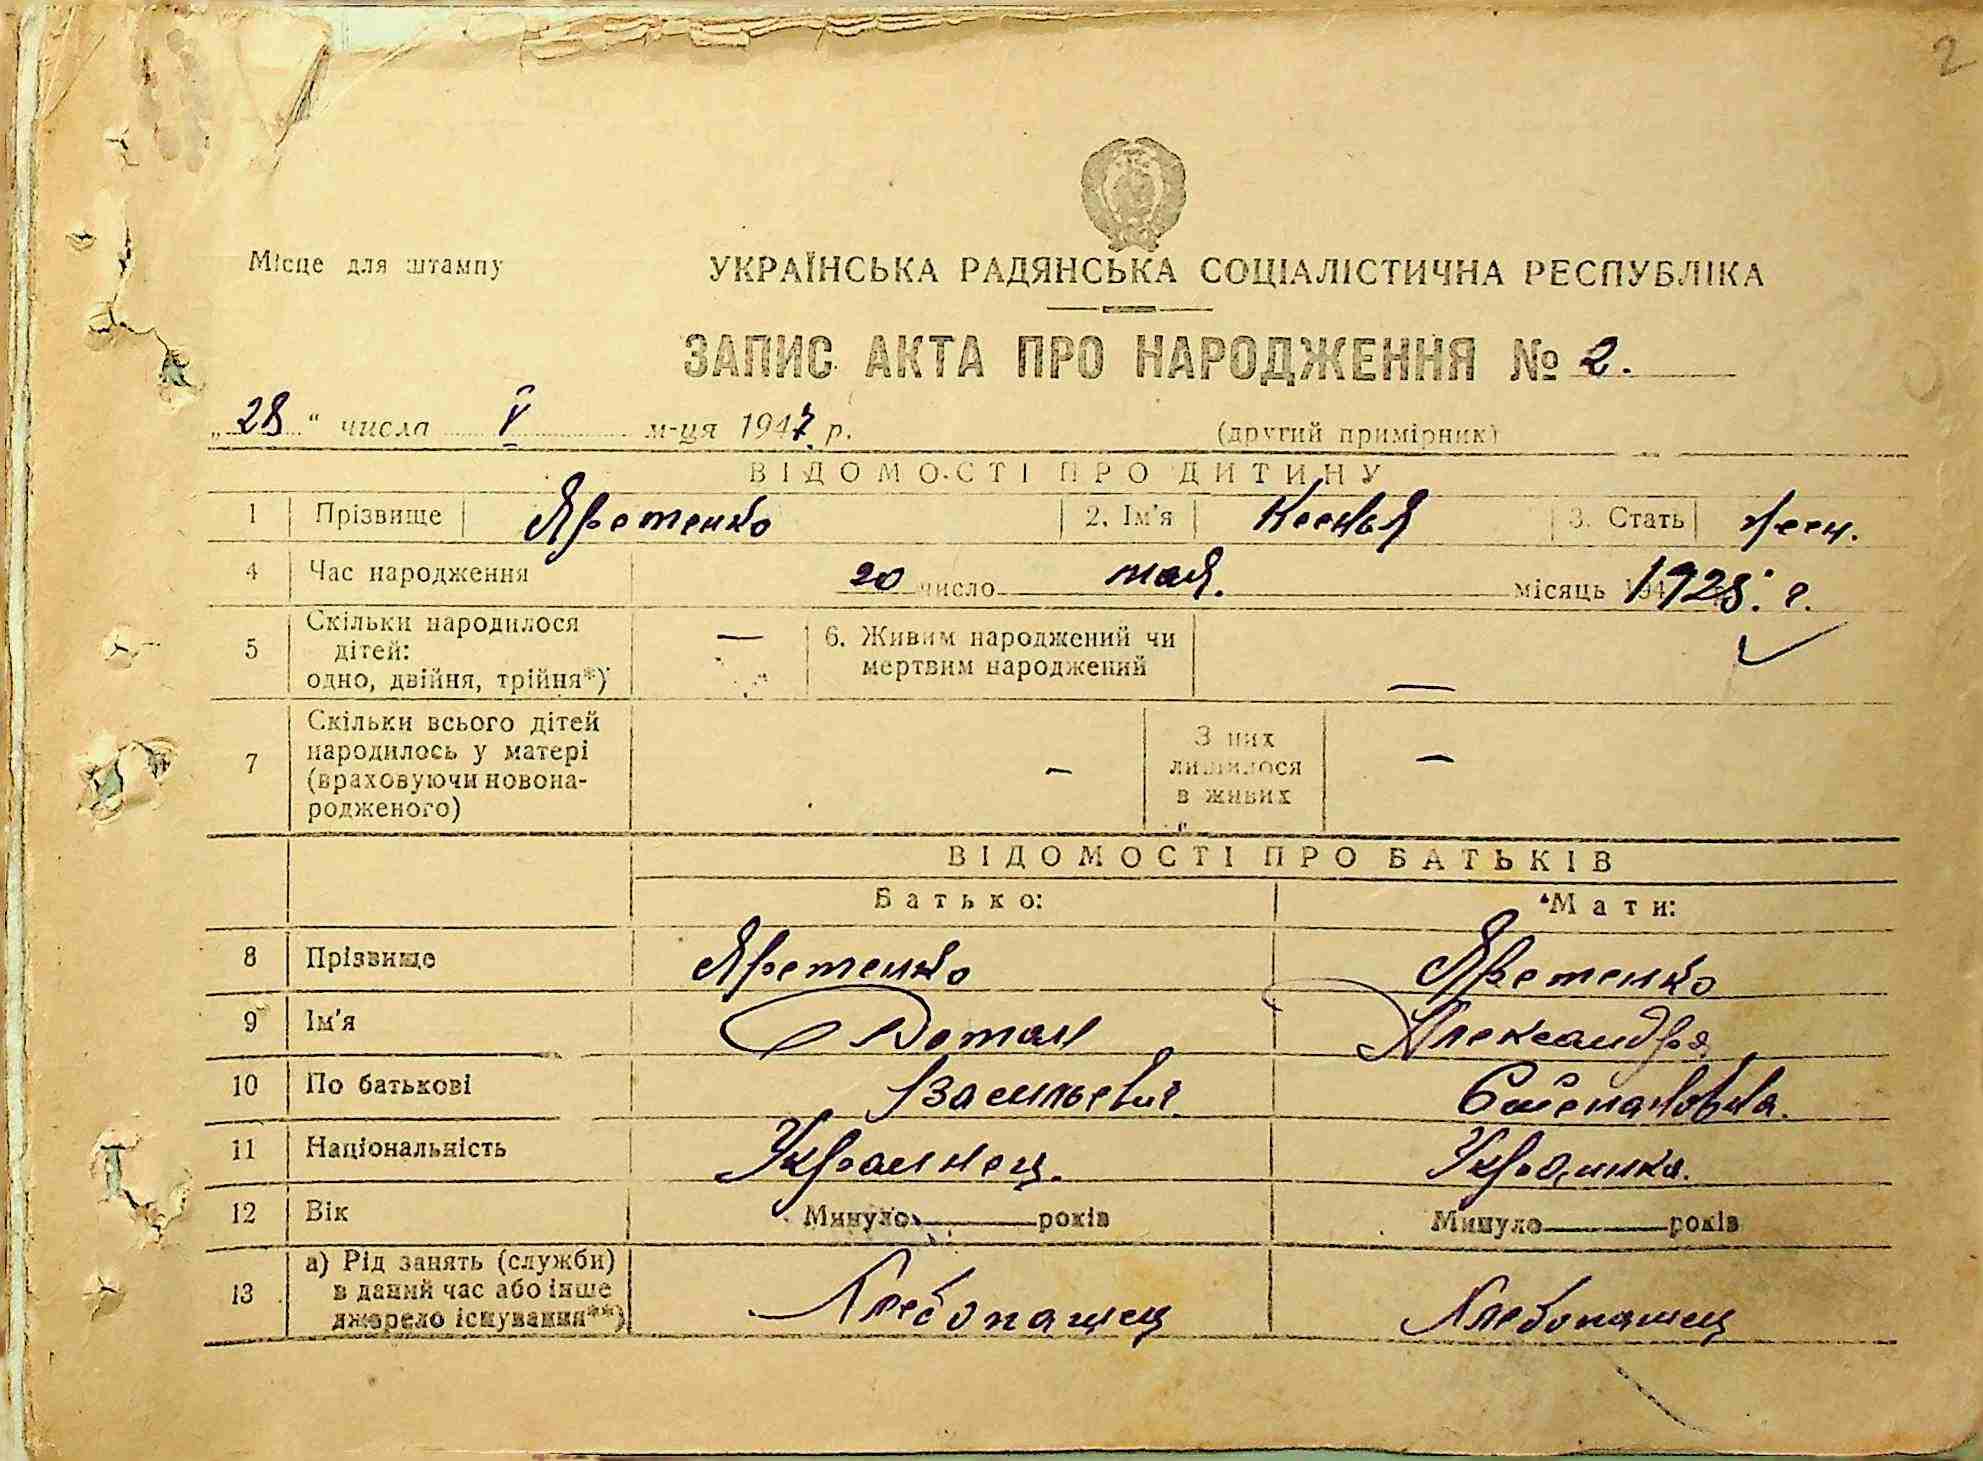 2
Місце для штампу
УКРАЇНСЬКА РАДЯНСЬКА СОЦІАЛІСТИЧНА РЕСПУБЛІКА
ЗАПИС АКТА ПРО НАРОДЖЕННЯ № 2.
„28“ числа V м-ця 1947 р. (другий примірник)
ВІДОМОСТІ ПРО ДИТИНУ
1 Прізвище Яретенко 2. Ім'я Ксенья 3. Стать жен.
4 Час народження 20 число мая. місяць 1928. г.
5 Скільки народилося дітей: одно, двійня, трійня*) — 6. Живим народжений чи мертвим народжений —
7 Скільки всього дітей народилось у матері (враховуючи новонародженого) — З них лишилося в живих —
ВІДОМОСТІ ПРО БАТЬКІВ
Батько: Мати:
8 Прізвище Яретенко Яретенко
9 Ім'я Роман Александра
10 По батькові Васильевич. Степановна.
11 Національність Украинец. Украинка.
12 Вік Минуло — років Минуло — років
13 а) Рід занять (служби) в даний час або інше джерело існування**) Хлебопашец Хлебопашец